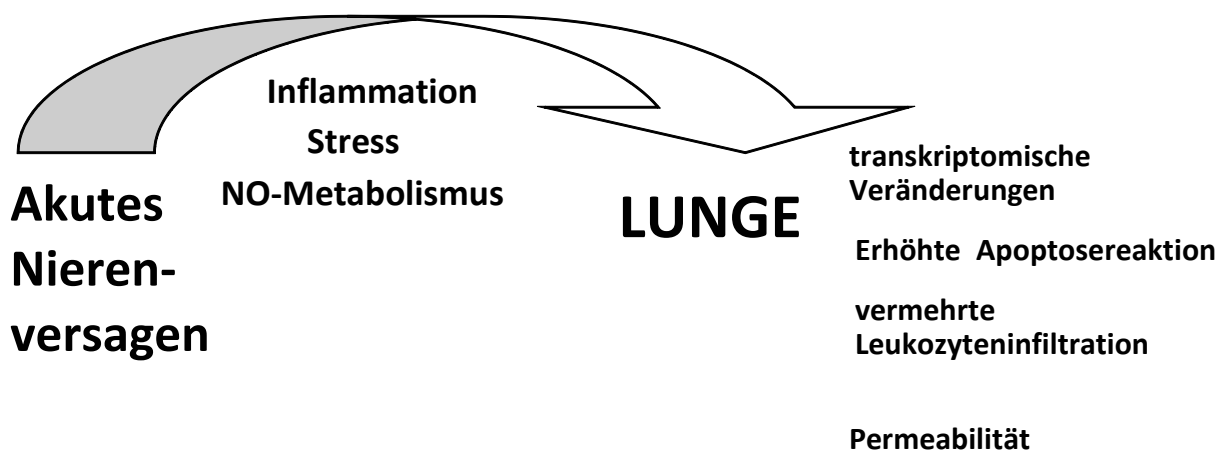 Inflammation
Stress
NO-Metabolismus
Akutes
Nieren-
versagen
LUNGE
transkriptomische
Veränderungen
Erhöhte Apoptosereaktion
vermehrte
Leukozyteninfiltration
Permeabilität